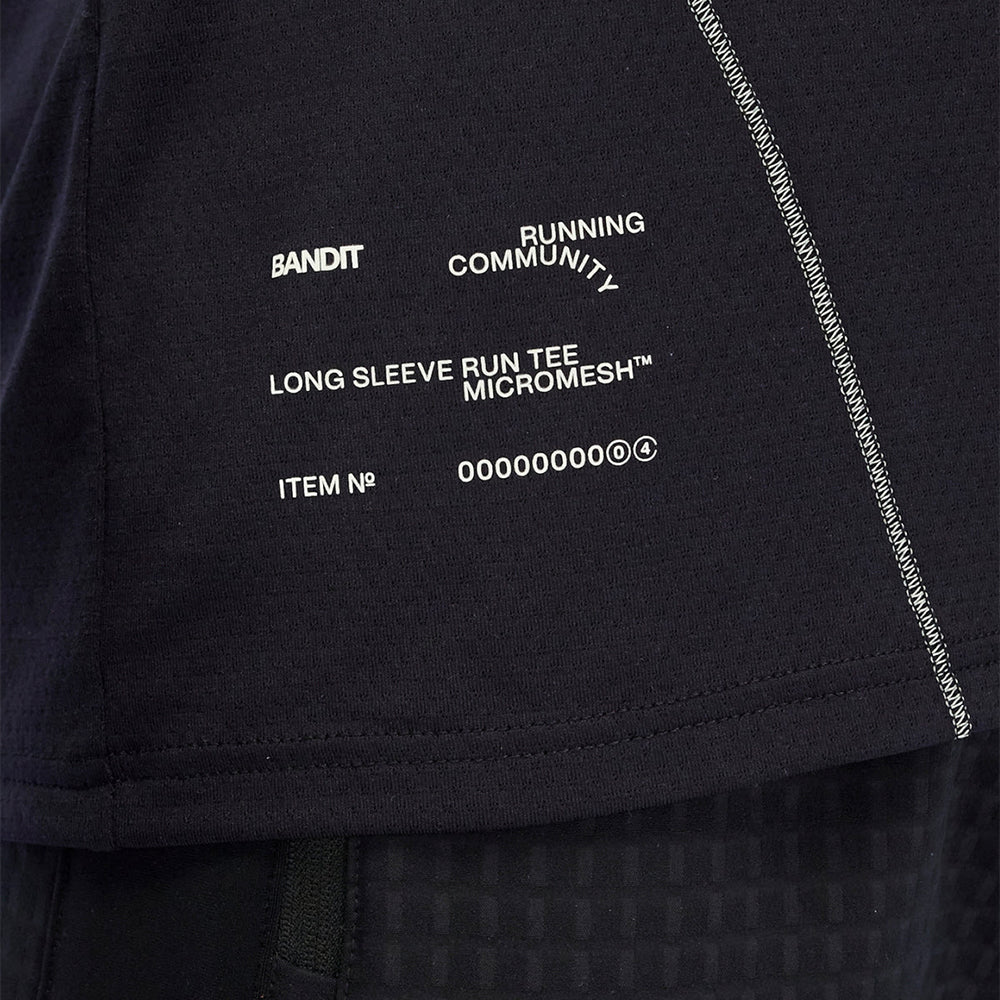 BANDIT
RUNNING
COMMUNITY
LONG SLEEVE RUN TEE
MICROMESH™
ITEM Nº
00000000⓪④